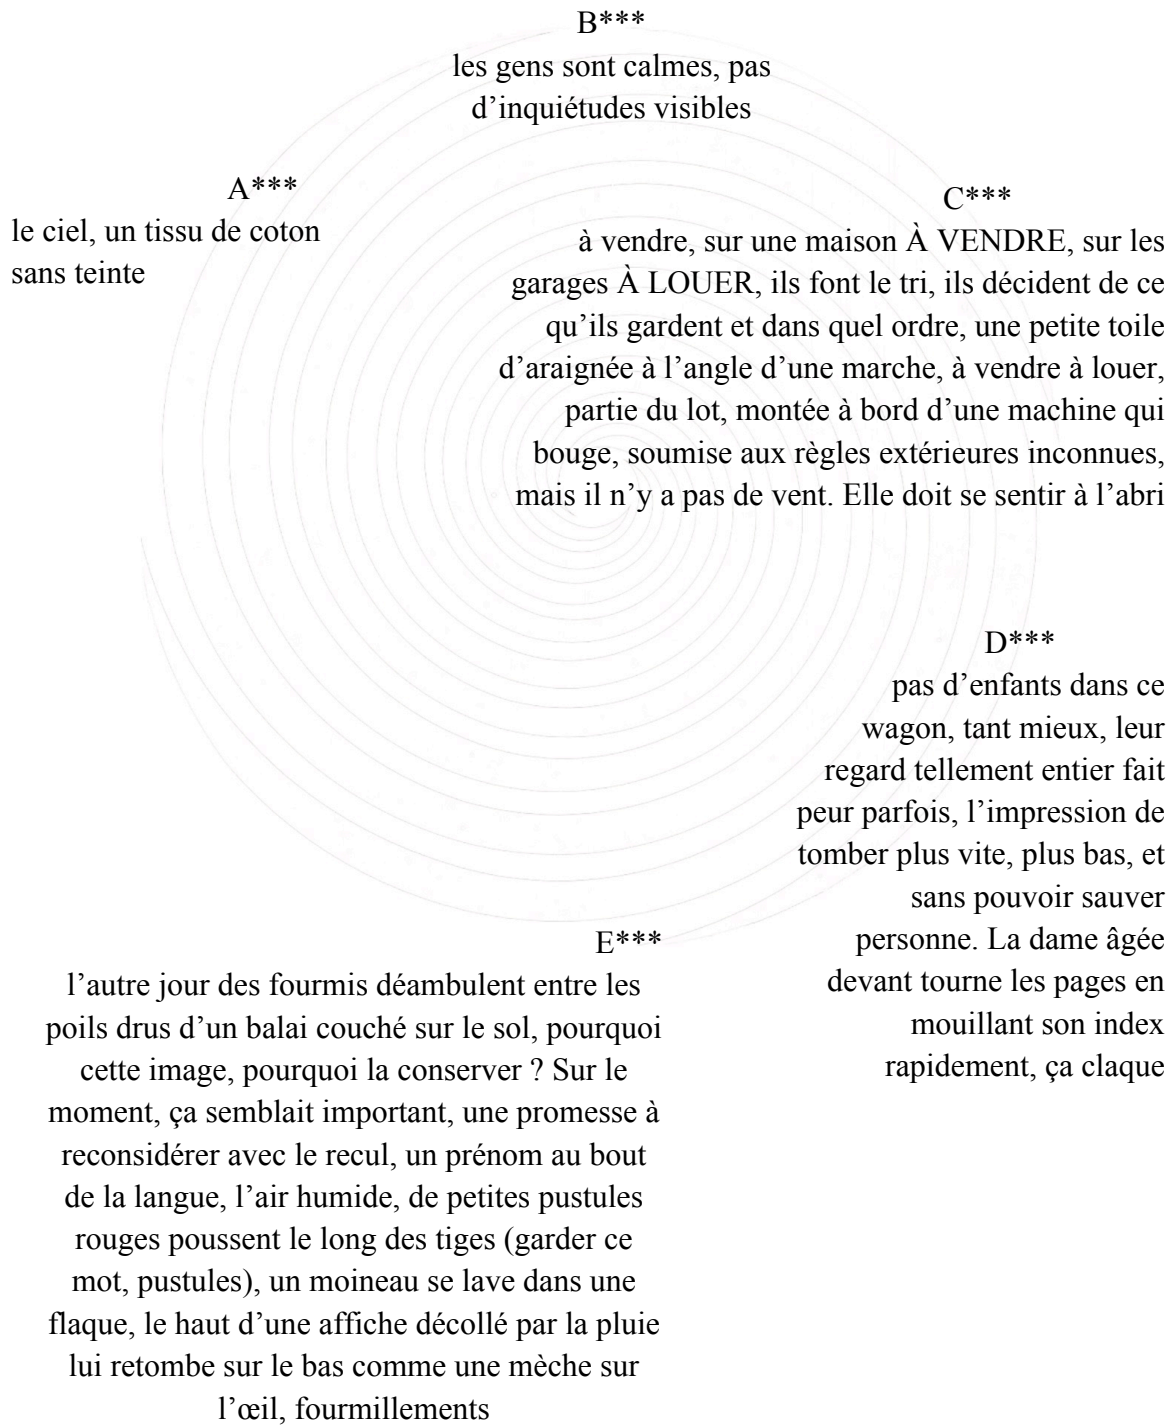 B***
les gens sont calmes, pas
d’inquiétudes visibles
A***
le ciel, un tissu de coton
sans teinte
C***
à vendre, sur une maison À VENDRE, sur les
garages À LOUER, ils font le tri, ils décident de ce
qu’ils gardent et dans quel ordre, une petite toile
d’araignée à l’angle d’une marche, à vendre à louer,
partie du lot, montée à bord d’une machine qui
bouge, soumise aux règles extérieures inconnues,
mais il n’y a pas de vent. Elle doit se sentir à l’abri
D***
pas d’enfants dans ce
wagon, tant mieux, leur
regard tellement entier fait
peur parfois, l’impression de
tomber plus vite, plus bas, et
sans pouvoir sauver
personne. La dame âgée
devant tourne les pages en
mouillant son index
rapidement, ça claque
E***
l’autre jour des fourmis déambulent entre les
poils drus d’un balai couché sur le sol, pourquoi
cette image, pourquoi la conserver ? Sur le
moment, ça semblait important, une promesse à
reconsidérer avec le recul, un prénom au bout
de la langue, l’air humide, de petites pustules
rouges poussent le long des tiges (garder ce
mot, pustules), un moineau se lave dans une
flaque, le haut d’une affiche décollé par la pluie
lui retombe sur le bas comme une mèche sur
l’œil, fourmillements